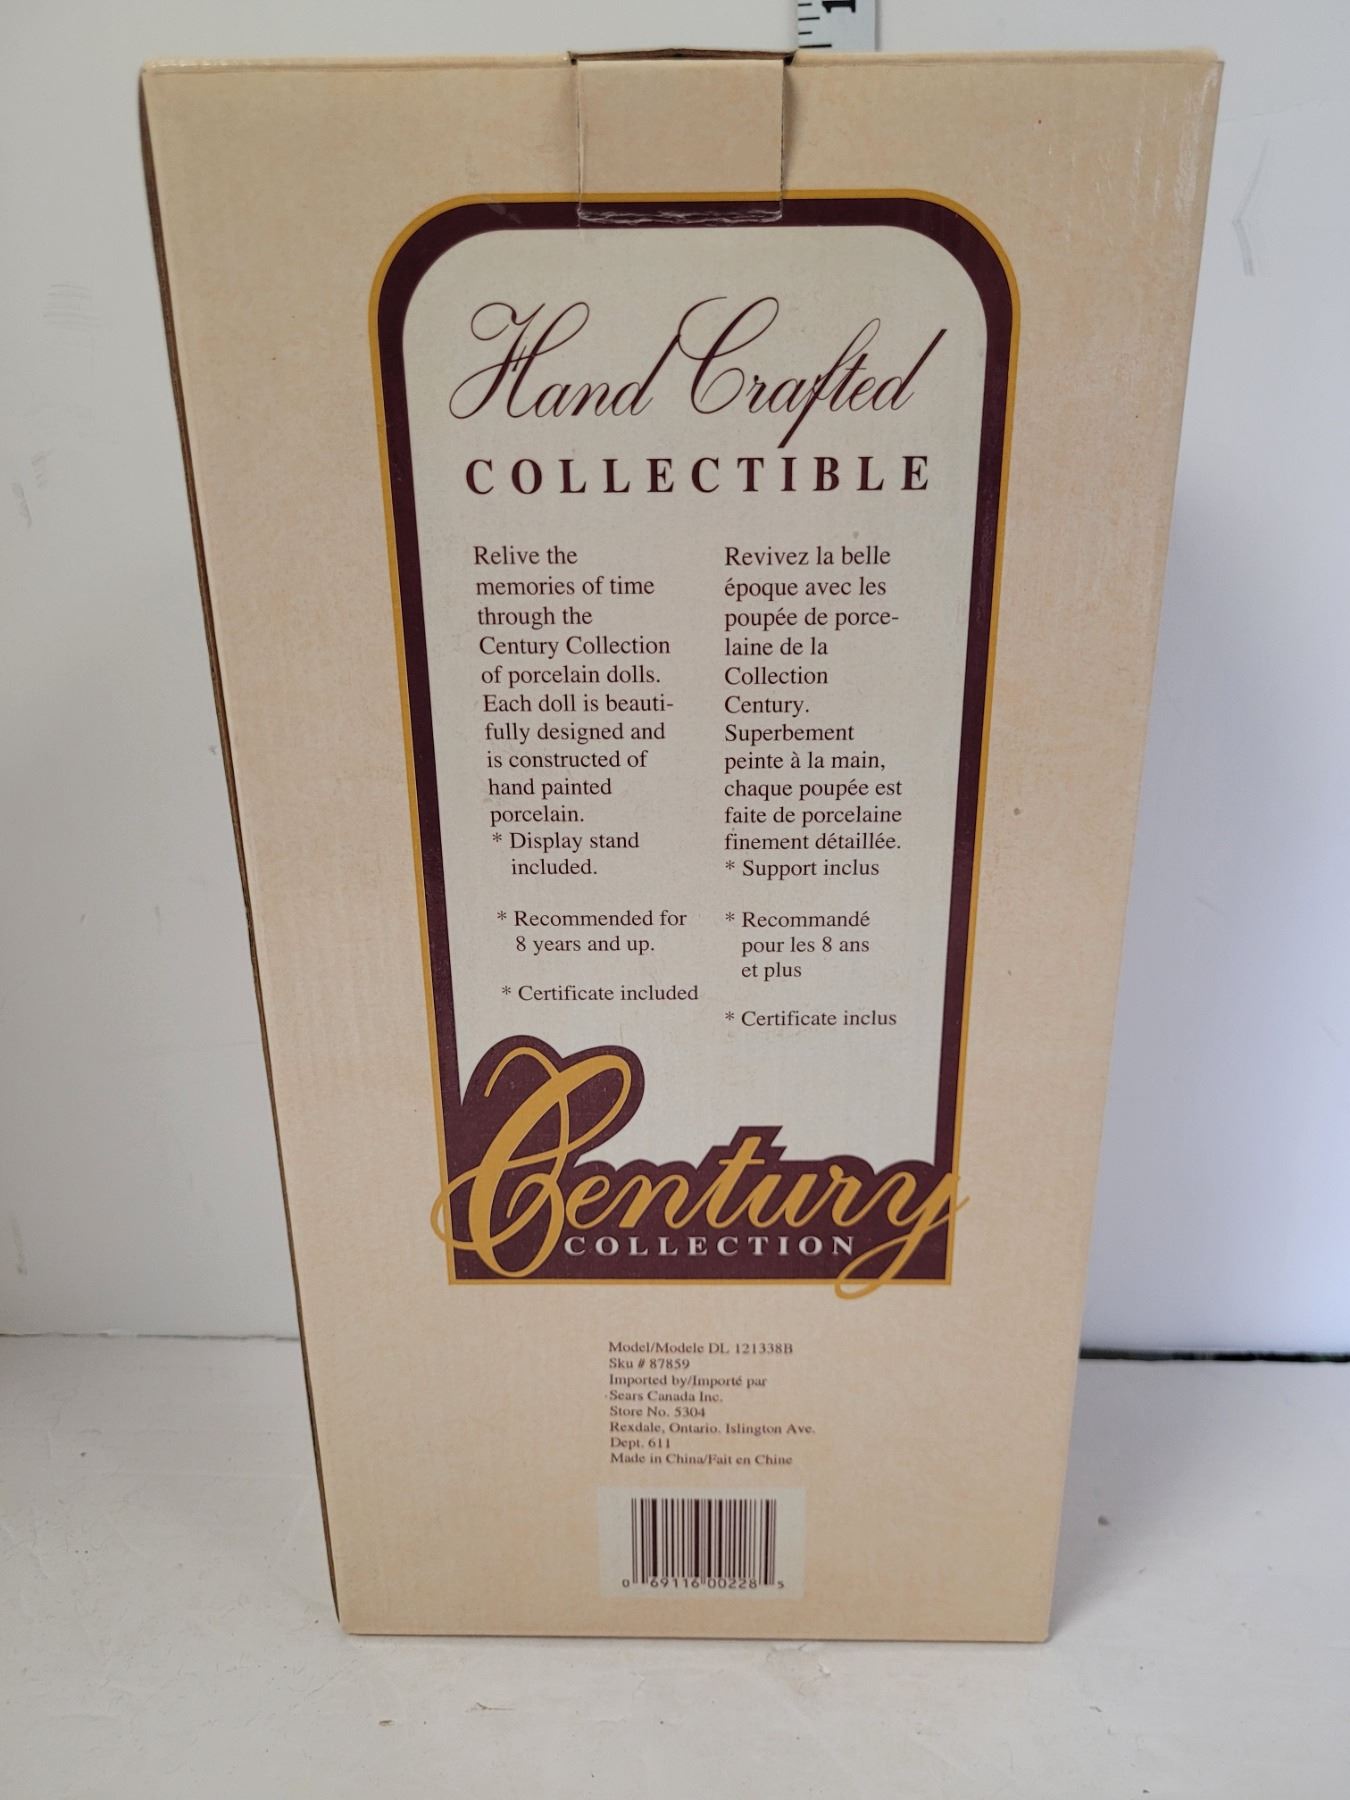 1
Hand Crafted
COLLECTIBLE
Relive the
memories of time
through the
Century Collection
of porcelain dolls.
Each doll is beauti-
fully designed and
is constructed of
hand painted
porcelain.
* Display stand
included.
* Recommended for
8 years and up.
* Certificate included
Revivez la belle
époque avec les
poupée de porce-
laine de la
Collection
Century.
Superbement
peinte à la main,
chaque poupée est
faite de porcelaine
finement détaillée.
* Support inclus
* Recommandé
pour les 8 ans
et plus
* Certificate inclus
Century
COLLECTION
Model/Modele DL 121338B
Sku # 87859
Imported by/Importé par
Sears Canada Inc.
Store No. 5304
Rexdale, Ontario. Islington Ave.
Dept. 611
Made in China/Fait en Chine
0 69116 00228 5